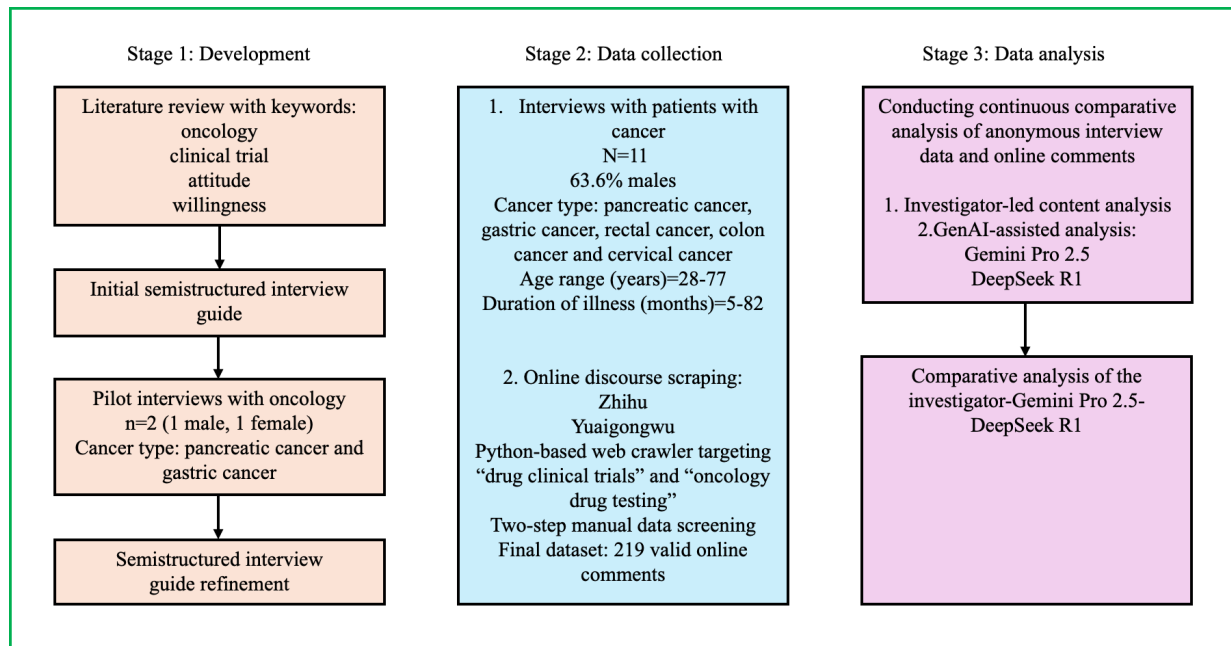 Stage 1: Development
Literature review with keywords:
oncology
clinical trial
attitude
willingness
Initial semistructured interview
guide
Pilot interviews with oncology
n=2 (1 male, 1 female)
Cancer type: pancreatic cancer and
gastric cancer
Semistructured interview
guide refinement
Stage 2: Data collection
1. Interviews with patients with
cancer
N=11
63.6% males
Cancer type: pancreatic cancer,
gastric cancer, rectal cancer, colon
cancer and cervical cancer
Age range (years)=28-77
Duration of illness (months)=5-82
2. Online discourse scraping:
Zhihu
Yuaigongwu
Python-based web crawler targeting
“drug clinical trials” and “oncology
drug testing”
Two-step manual data screening
Final dataset: 219 valid online
comments
Stage 3: Data analysis
Conducting continuous comparative
analysis of anonymous interview
data and online comments
1. Investigator-led content analysis
2.GenAI-assisted analysis:
Gemini Pro 2.5
DeepSeek R1
Comparative analysis of the
investigator-Gemini Pro 2.5-
DeepSeek R1